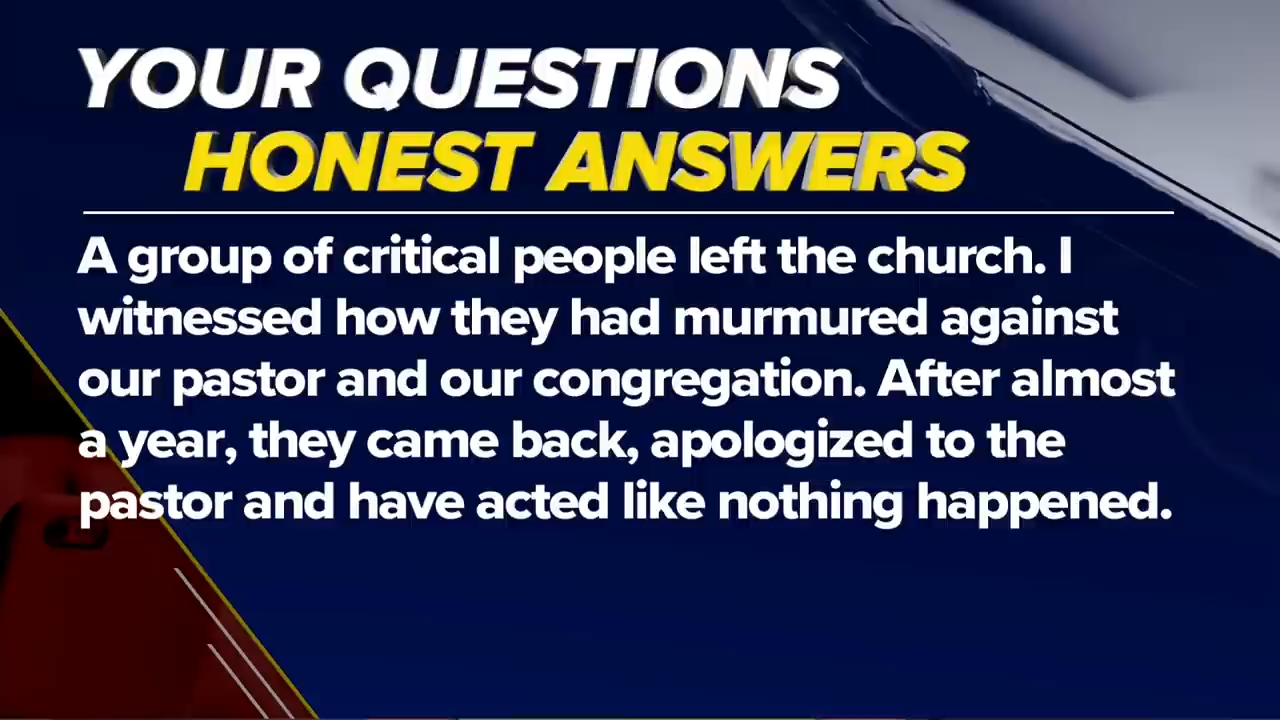 YOUR QUESTIONS
HONEST ANSWERS
A group of critical people left the church. I
witnessed how they had murmured against
our pastor and our congregation. After almost
a year, they came back, apologized to the
pastor and have acted like nothing happened.